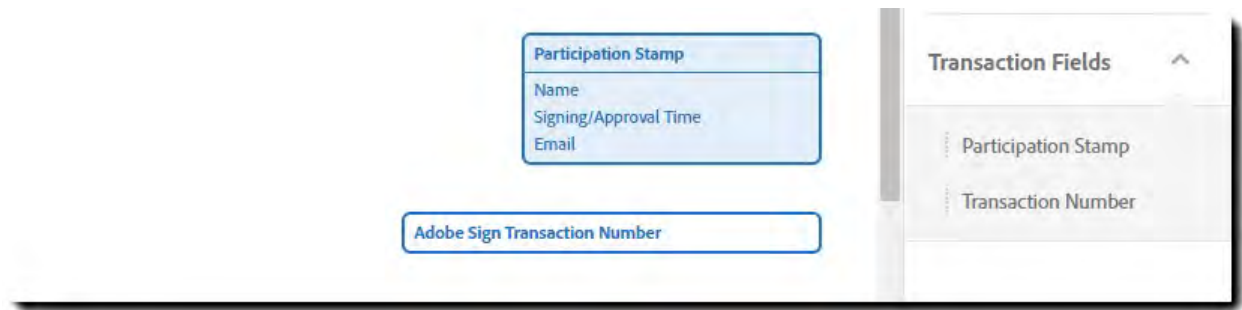 Participation Stamp
Name
Signing/Approval Time
Email
Adobe Sign Transaction Number
Transaction Fields
Participation Stamp
Transaction Number